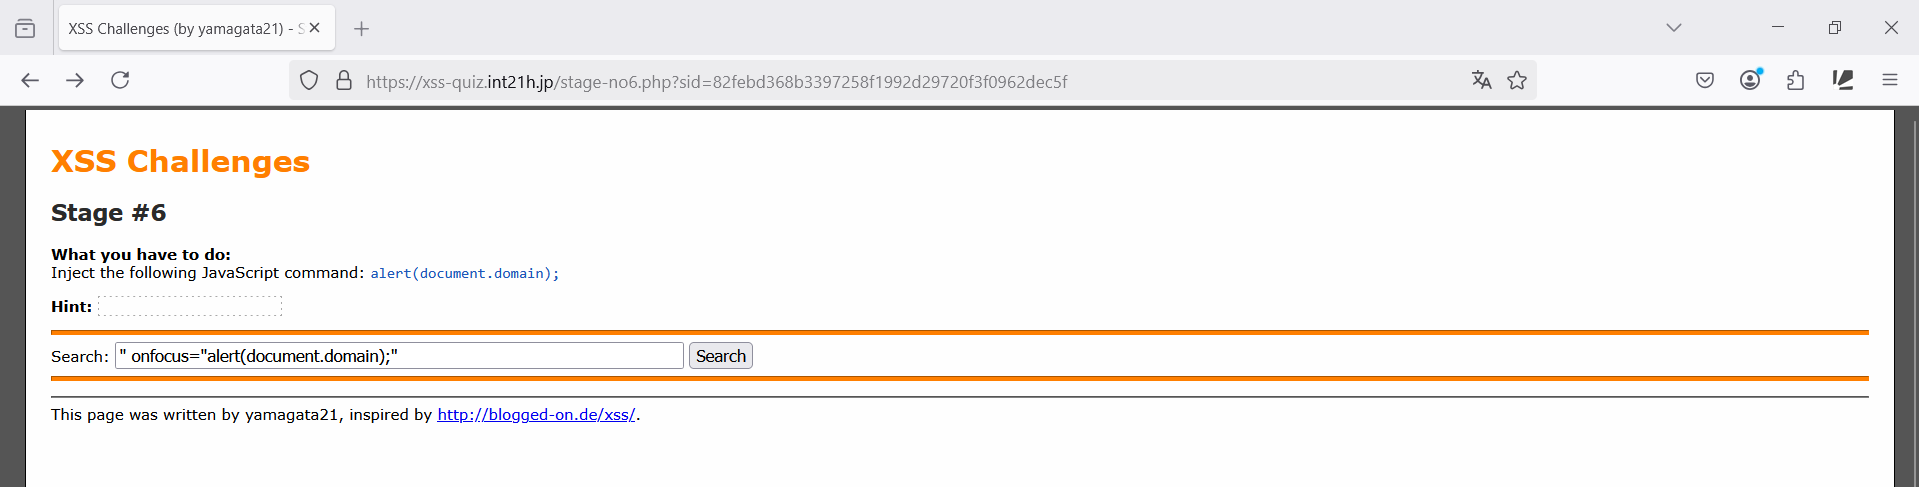 XSS Challenges (by yamagata21) - S
https://xss-quiz.int21h.jp/stage-no6.php?sid=82febd368b3397258f1992d29720f3f0962dec5f
XSS Challenges
Stage #6
What you have to do:
Inject the following JavaScript command: alert(document.domain);
Hint:
Search: " onfocus="alert(document.domain);" Search
This page was written by yamagata21, inspired by http://blogged-on.de/xss/.